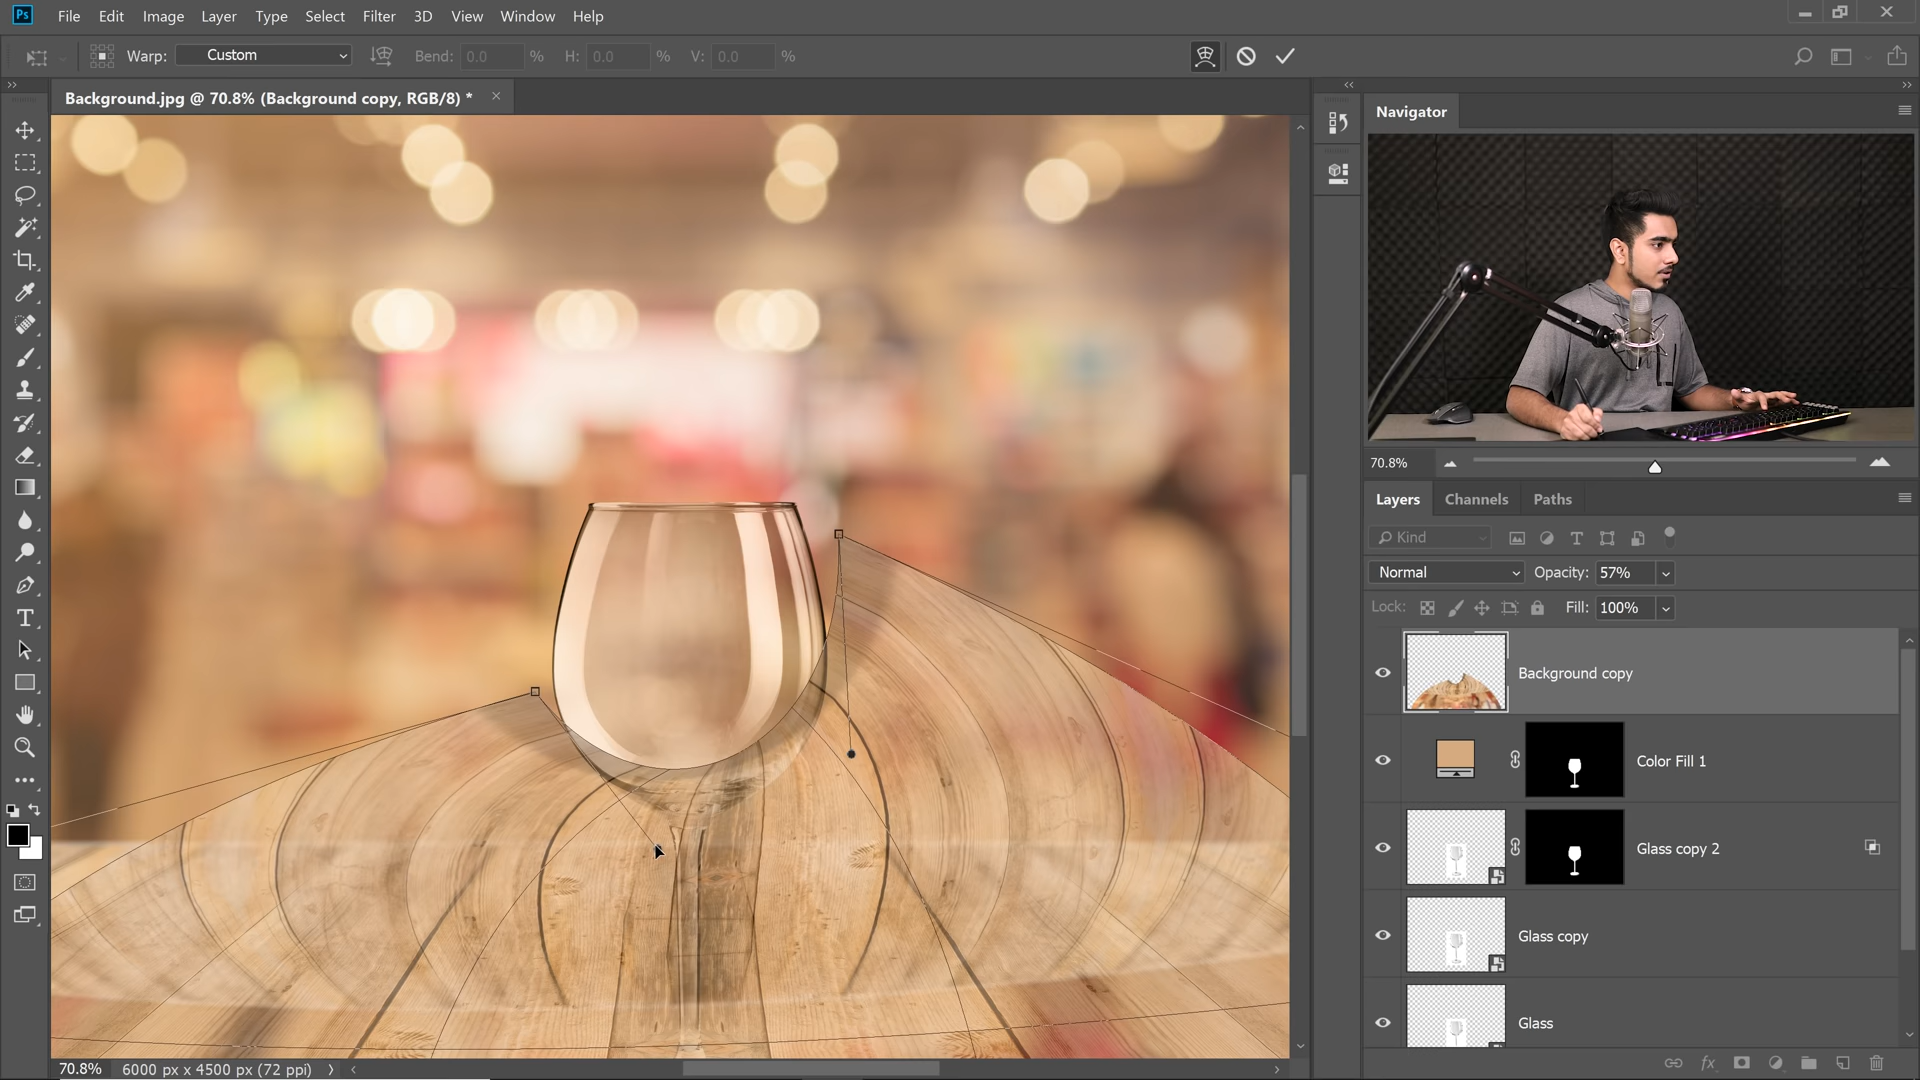 Ps File Edit Image Layer Type Select Filter 3D View Window Help
Warp: Custom Bend: 0.0 % H: 0.0 % V: 0.0 %
Background.jpg @ 70.8% (Background copy, RGB/8) *
Navigator
70.8%
Layers Channels Paths
Kind
Normal Opacity: 57%
Lock: Fill: 100%
Background copy
Color Fill 1
Glass copy 2
Glass copy
Glass
70.8% 6000 px x 4500 px (72 ppi)